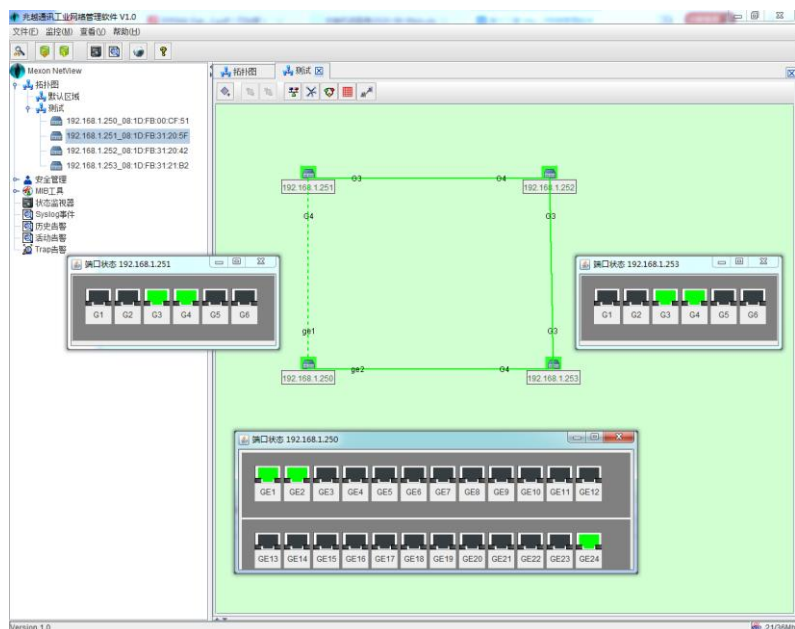 兆越通讯工业网络管理软件 V1.0
文件(F) 监控(M) 查看(V) 帮助(H)
Mexon NetView
拓扑图
默认区域
测试
192.168.1.250_08:1D:FB:00:CF:51
192.168.1.251_08:1D:FB:31:20:5F
192.168.1.252_08:1D:FB:31:20:42
192.168.1.253_08:1D:FB:31:21:B2
安全管理
MIB工具
状态监视器
Syslog事件
历史告警
活动告警
Trap告警
拓扑图 测试
G3 G4
192.168.1.251 192.168.1.252
G4 G3
端口状态 192.168.1.251
G1 G2 G3 G4 G5 G6
端口状态 192.168.1.253
G1 G2 G3 G4 G5 G6
ge1 G3
ge2 G4
192.168.1.250 192.168.1.253
端口状态 192.168.1.250
GE1 GE2 GE3 GE4 GE5 GE6 GE7 GE8 GE9 GE10 GE11 GE12
GE13 GE14 GE15 GE16 GE17 GE18 GE19 GE20 GE21 GE22 GE23 GE24
Version 1.0 21/36Mb